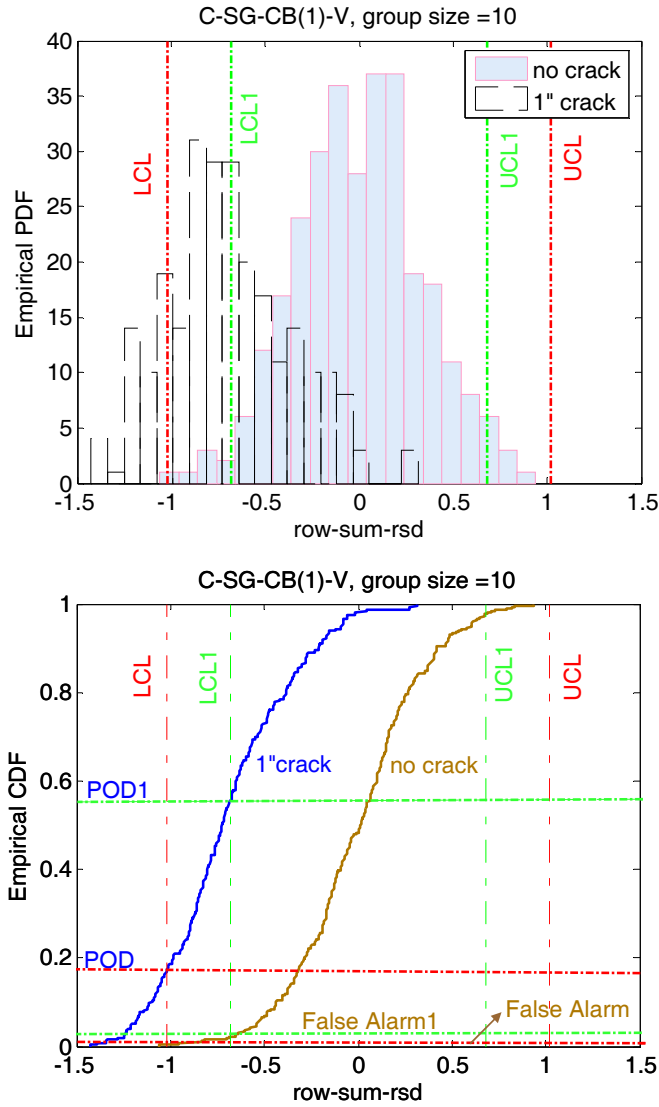 C-SG-CB(1)-V, group size =10
40
35
30
25
20
15
10
5
0
Empirical PDF
LCL
LCL1
UCL1
UCL
no crack
1" crack
-1.5
-1
-0.5
0
0.5
1
1.5
row-sum-rsd
C-SG-CB(1)-V, group size =10
1
0.8
0.6
0.4
0.2
0
Empirical CDF
LCL
LCL1
UCL1
UCL
1"crack
no crack
POD1
POD
False Alarm1
False Alarm
-1.5
-1
-0.5
0
0.5
1
1.5
row-sum-rsd